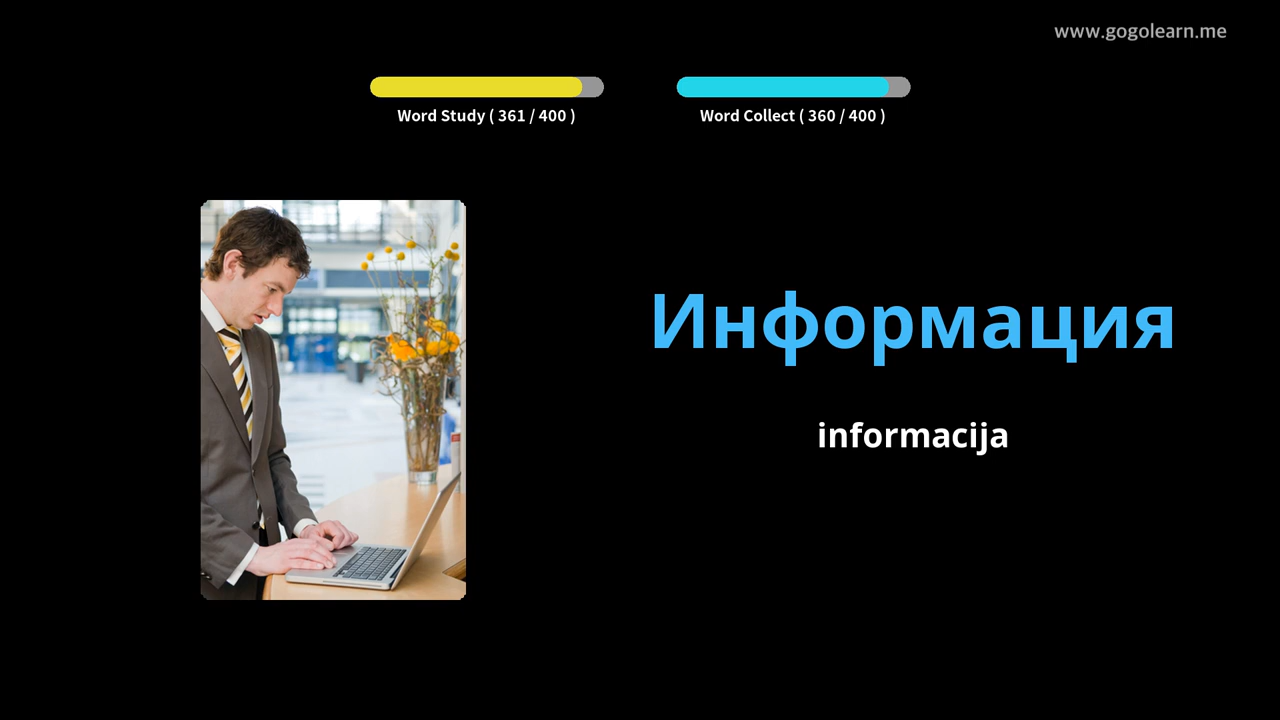 www.gogolearn.me
Word Study ( 361 / 400 )
Word Collect ( 360 / 400 )
Информация
informacija